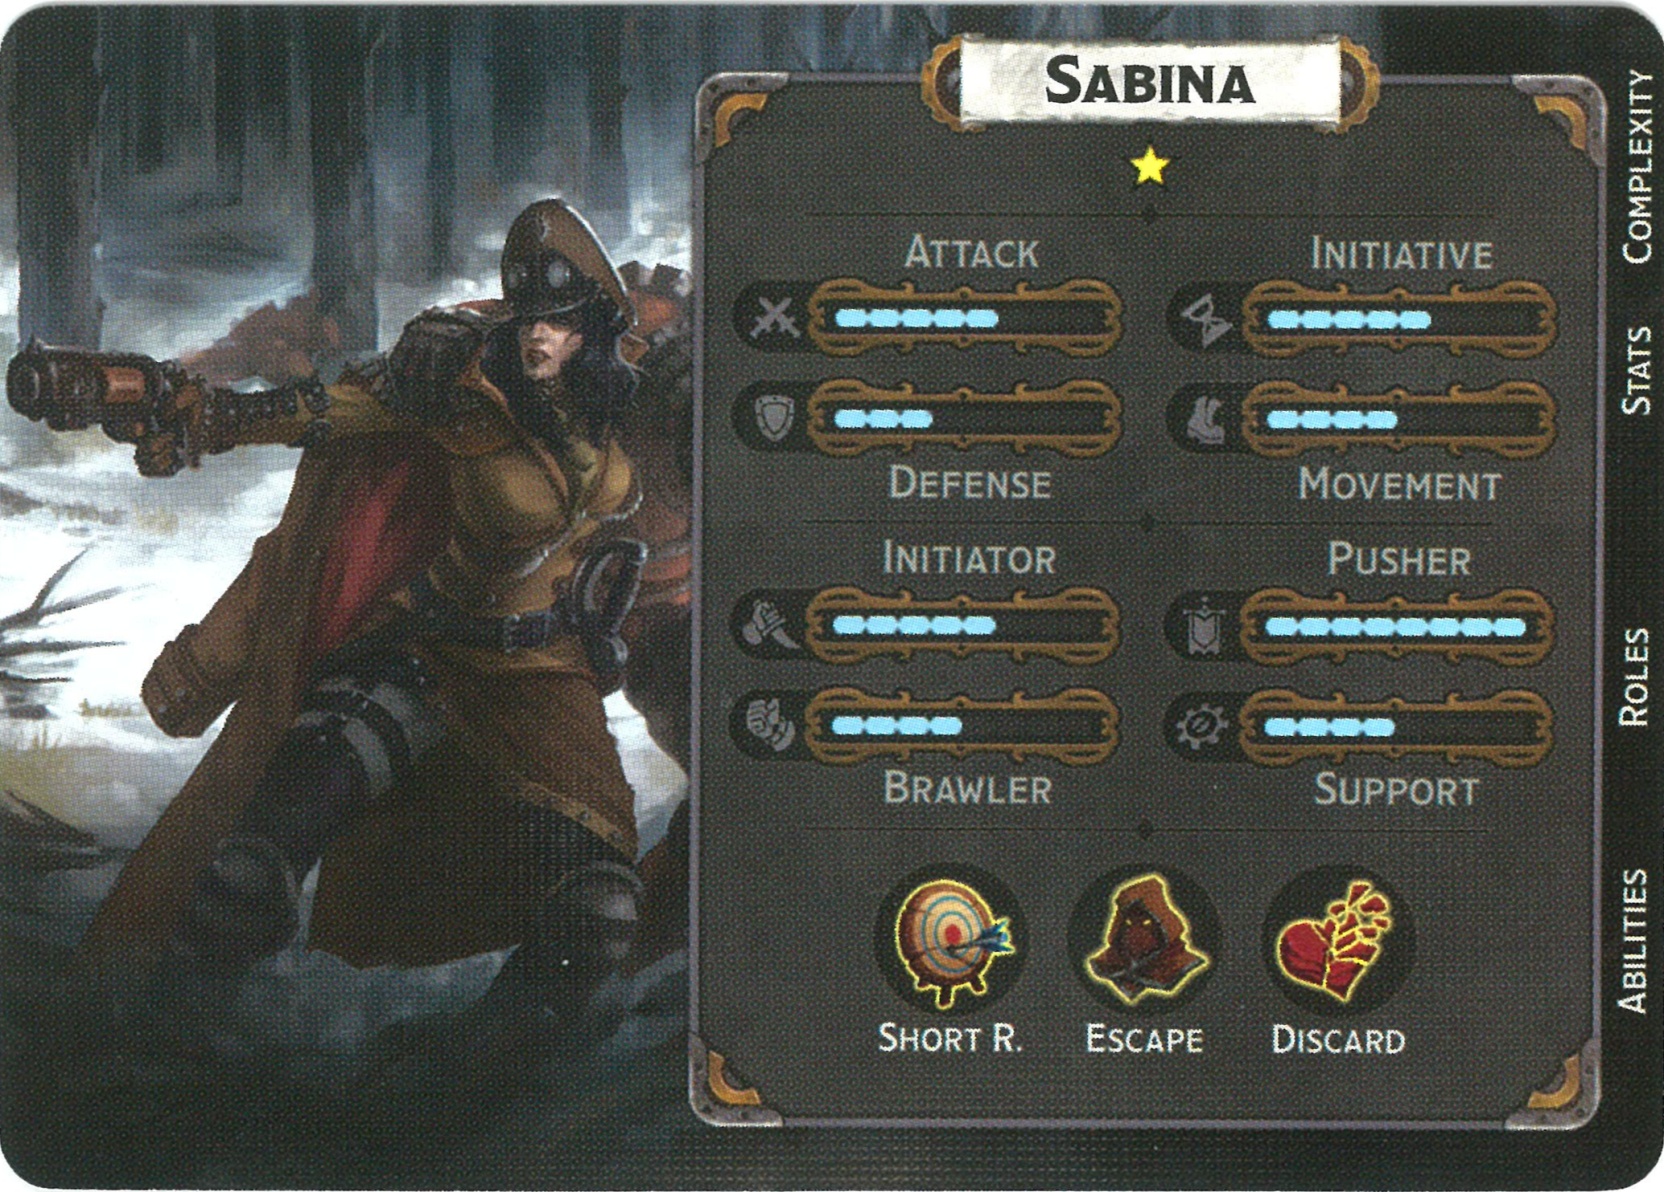 SABINA
ATTACK
INITIATIVE
DEFENSE
MOVEMENT
INITIATOR
PUSHER
BRAWLER
SUPPORT
SHORT R.
ESCAPE
DISCARD
COMPLEXITY
STATS
ROLES
ABILITIES